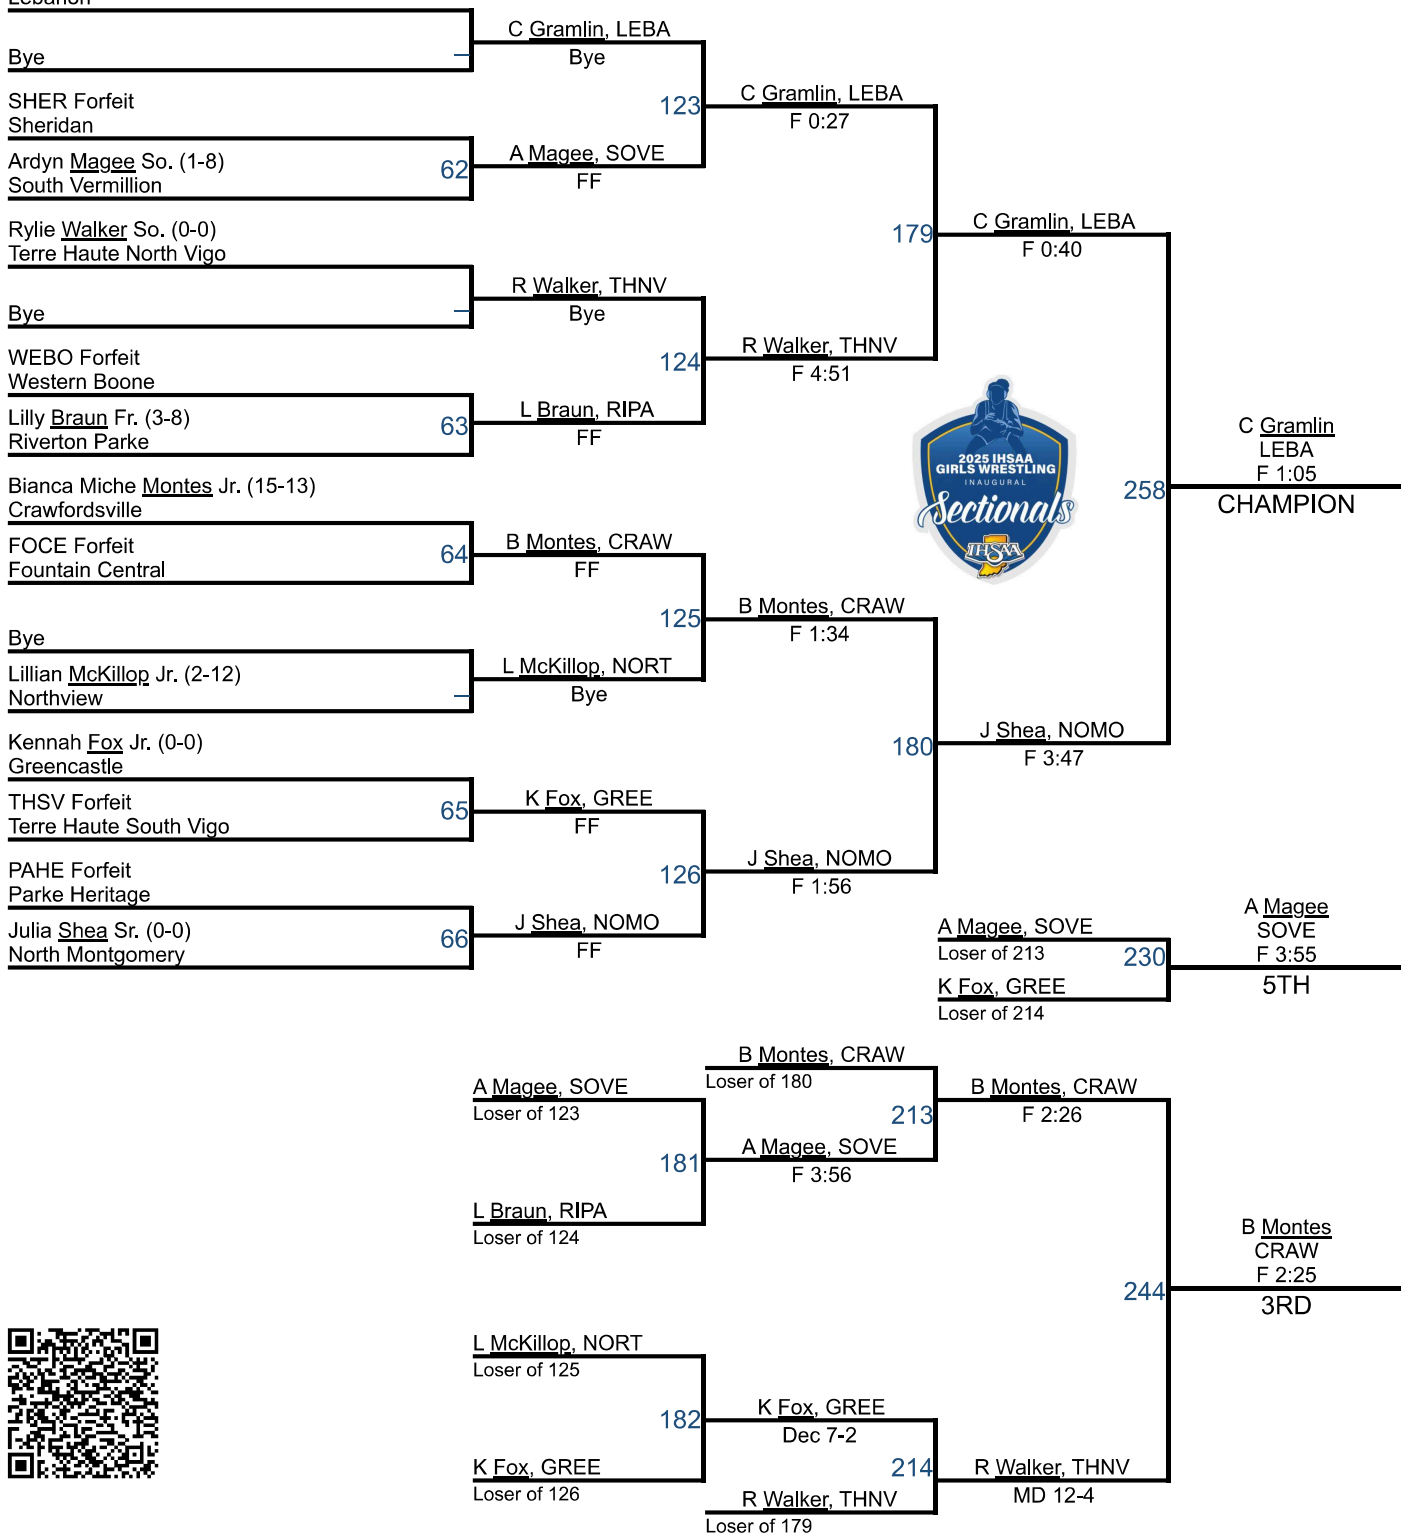 Lebanon
Bye
SHER Forfeit
Sheridan
Ardyn Magee So. (1-8)
South Vermillion
Rylie Walker So. (0-0)
Terre Haute North Vigo
Bye
WEBO Forfeit
Western Boone
Lilly Braun Fr. (3-8)
Riverton Parke
Bianca Miche Montes Jr. (15-13)
Crawfordsville
FOCE Forfeit
Fountain Central
Bye
Lillian McKillop Jr. (2-12)
Northview
Kennah Fox Jr. (0-0)
Greencastle
THSV Forfeit
Terre Haute South Vigo
PAHE Forfeit
Parke Heritage
Julia Shea Sr. (0-0)
North Montgomery
62
63
64
65
66
C Gramlin, LEBA
Bye
A Magee, SOVE
FF
R Walker, THNV
Bye
L Braun, RIPA
FF
B Montes, CRAW
FF
L McKillop, NORT
Bye
K Fox, GREE
FF
J Shea, NOMO
FF
123
124
125
126
C Gramlin, LEBA
F 0:27
R Walker, THNV
F 4:51
B Montes, CRAW
F 1:34
J Shea, NOMO
F 1:56
179
180
C Gramlin, LEBA
F 0:40
J Shea, NOMO
F 3:47
2025 IHSAA
GIRLS WRESTLING
INAUGURAL
Sectionals
IHSAA
258
C Gramlin
LEBA
F 1:05
CHAMPION
A Magee, SOVE
Loser of 213
K Fox, GREE
Loser of 214
230
A Magee
SOVE
F 3:55
5TH
A Magee, SOVE
Loser of 123
L Braun, RIPA
Loser of 124
181
B Montes, CRAW
Loser of 180
A Magee, SOVE
F 3:56
213
B Montes, CRAW
F 2:26
L McKillop, NORT
Loser of 125
K Fox, GREE
Loser of 126
182
K Fox, GREE
Dec 7-2
R Walker, THNV
Loser of 179
214
R Walker, THNV
MD 12-4
244
B Montes
CRAW
F 2:25
3RD